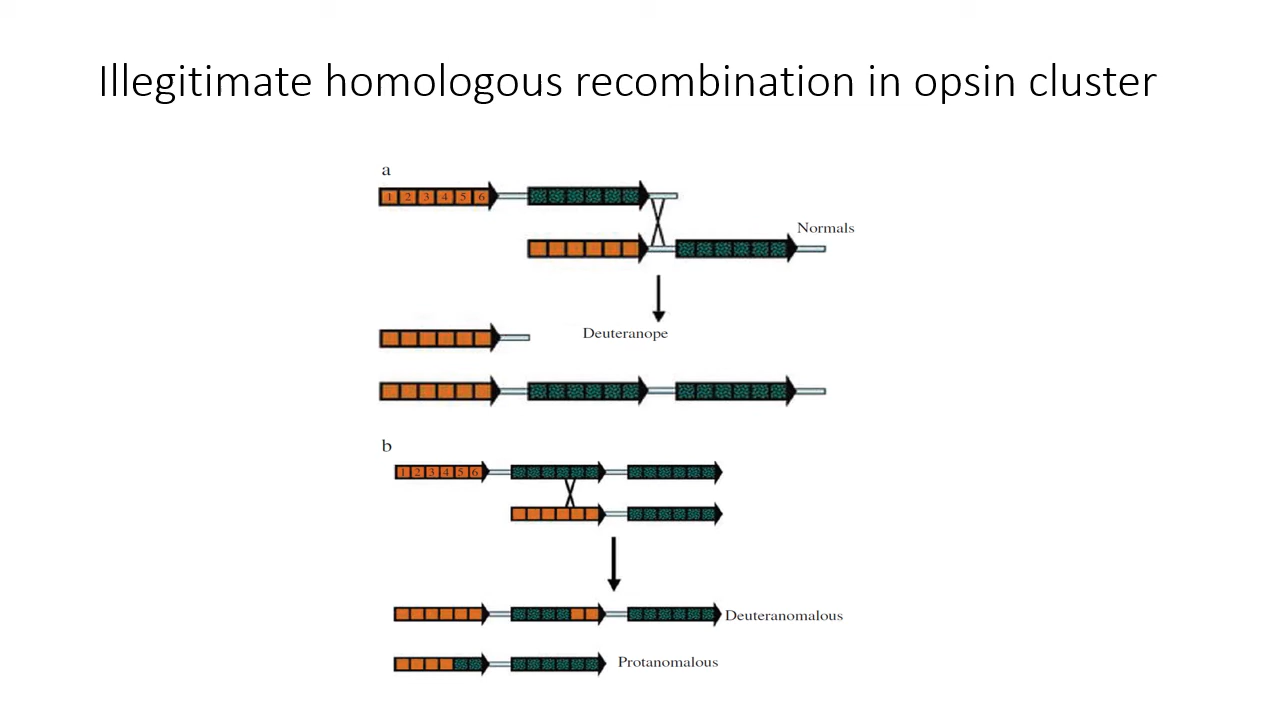 Illegitimate homologous recombination in opsin cluster
a
1 2 3 4 5 6
Normals
Deuteranope
b
1 2 3 4 5 6
Deuteranomalous
Protanomalous